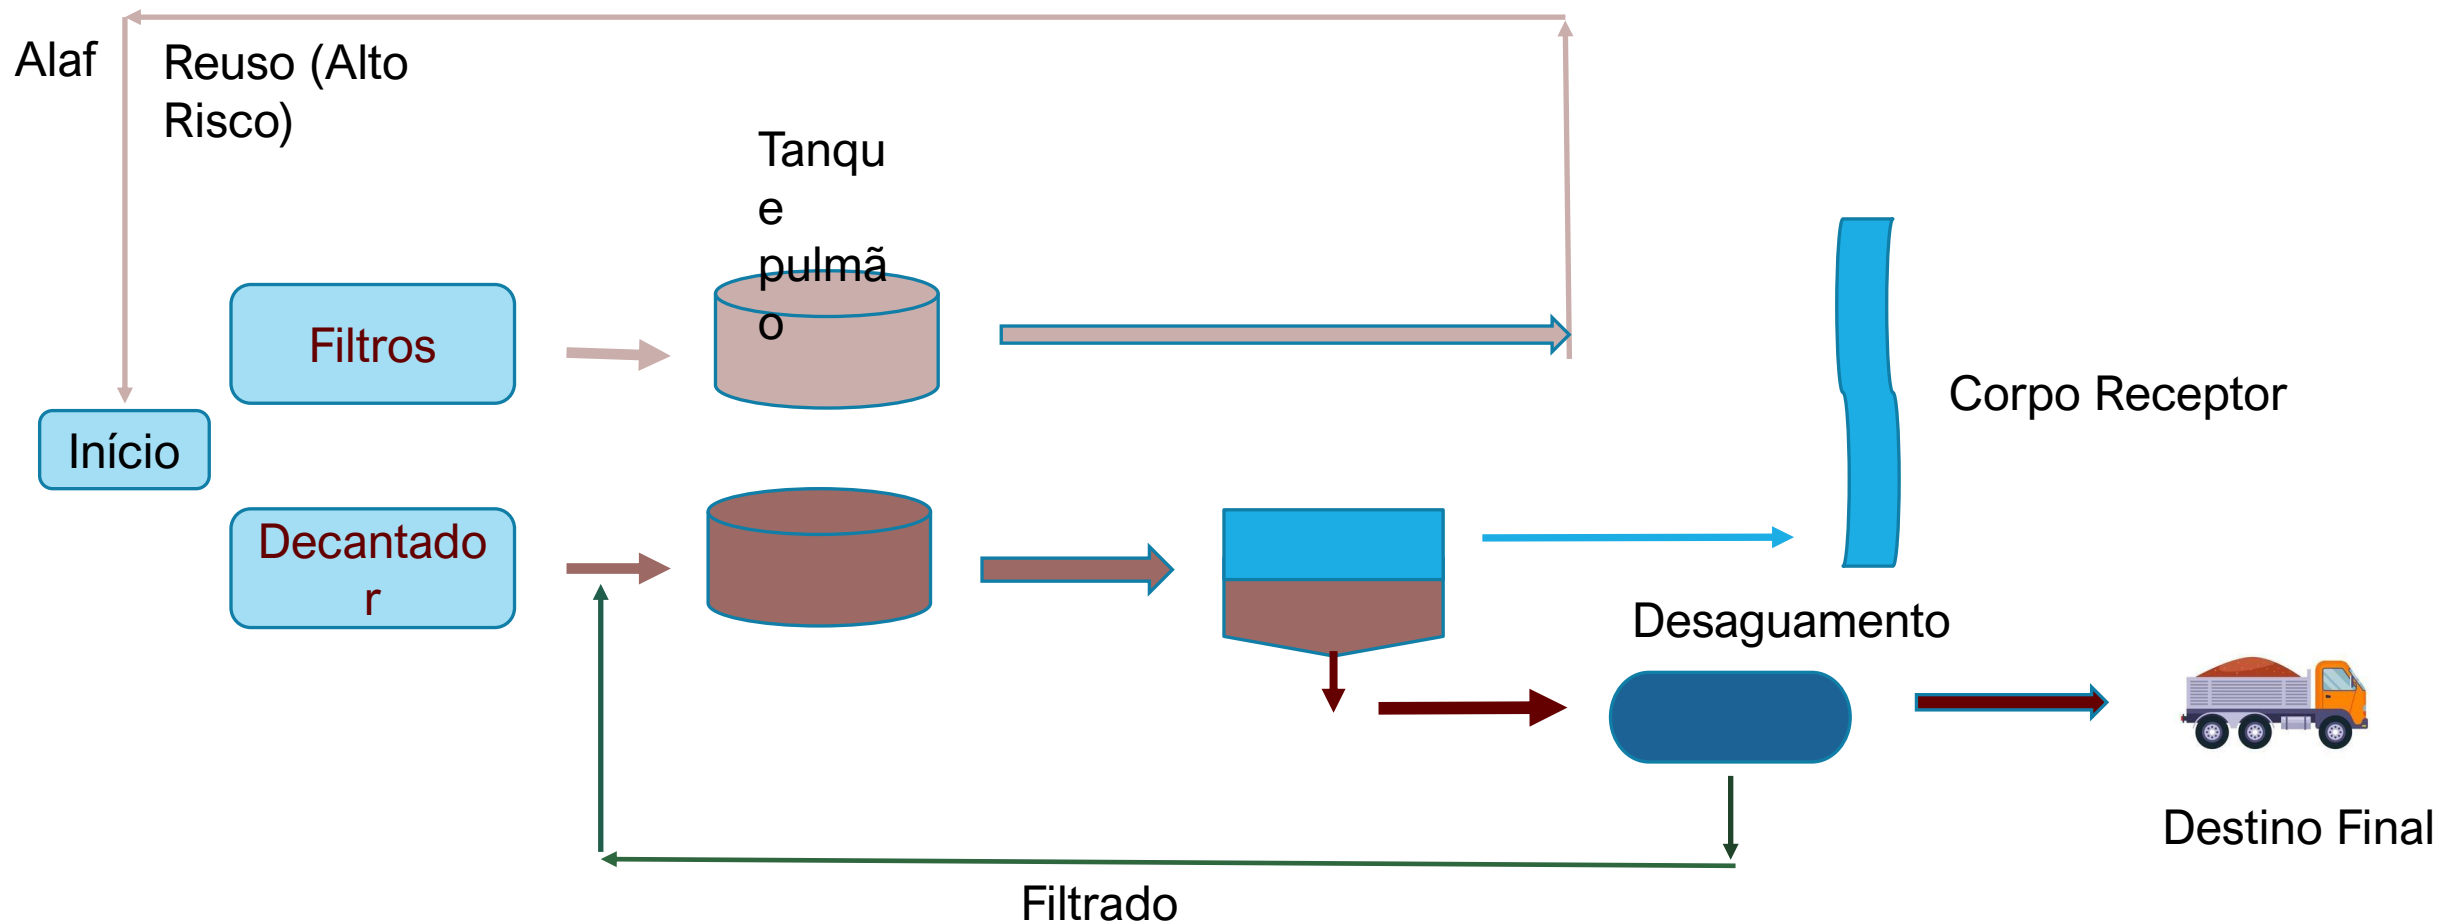 Alaf
Reuso (Alto
Risco)
Tanqu
e
pulmã
o
Filtros
Corpo Receptor
Início
Decantado
r
Desaguamento
Destino Final
Filtrado